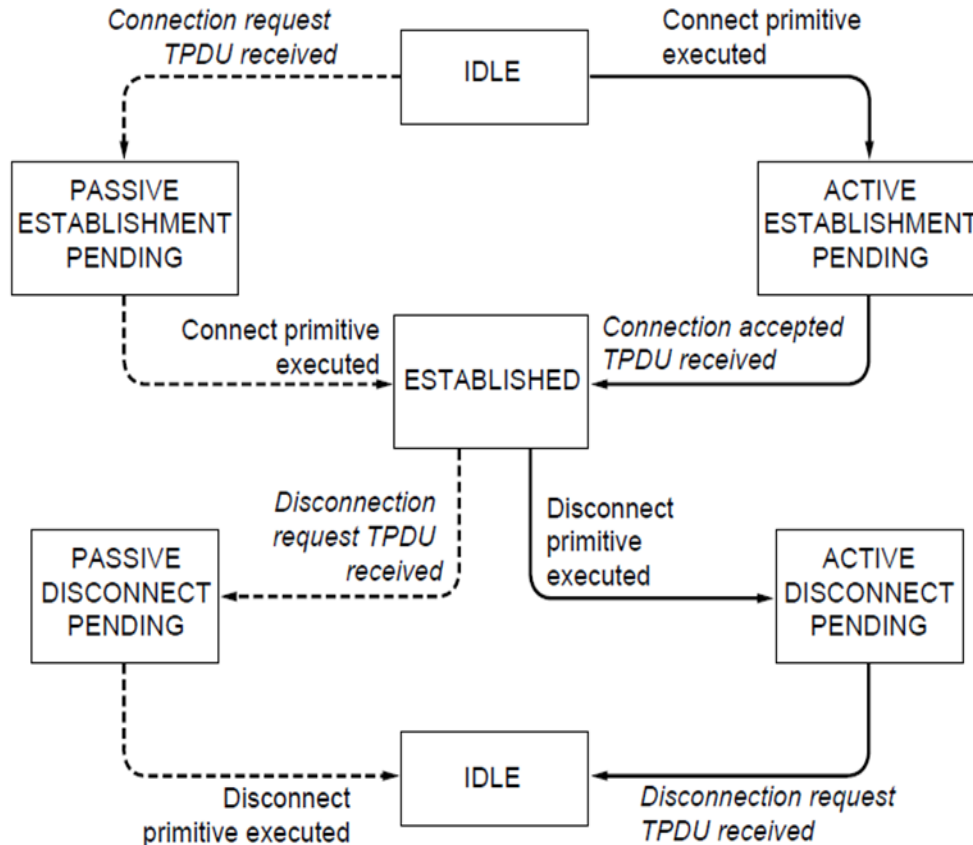 Connection request
TPDU received
IDLE
Connect primitive
executed
PASSIVE
ESTABLISHMENT
PENDING
ACTIVE
ESTABLISHMENT
PENDING
Connect primitive
executed
ESTABLISHED
Connection accepted
TPDU received
Disconnection
request TPDU
received
Disconnect
primitive
executed
PASSIVE
DISCONNECT
PENDING
ACTIVE
DISCONNECT
PENDING
IDLE
Disconnect
primitive executed
Disconnection request
TPDU received